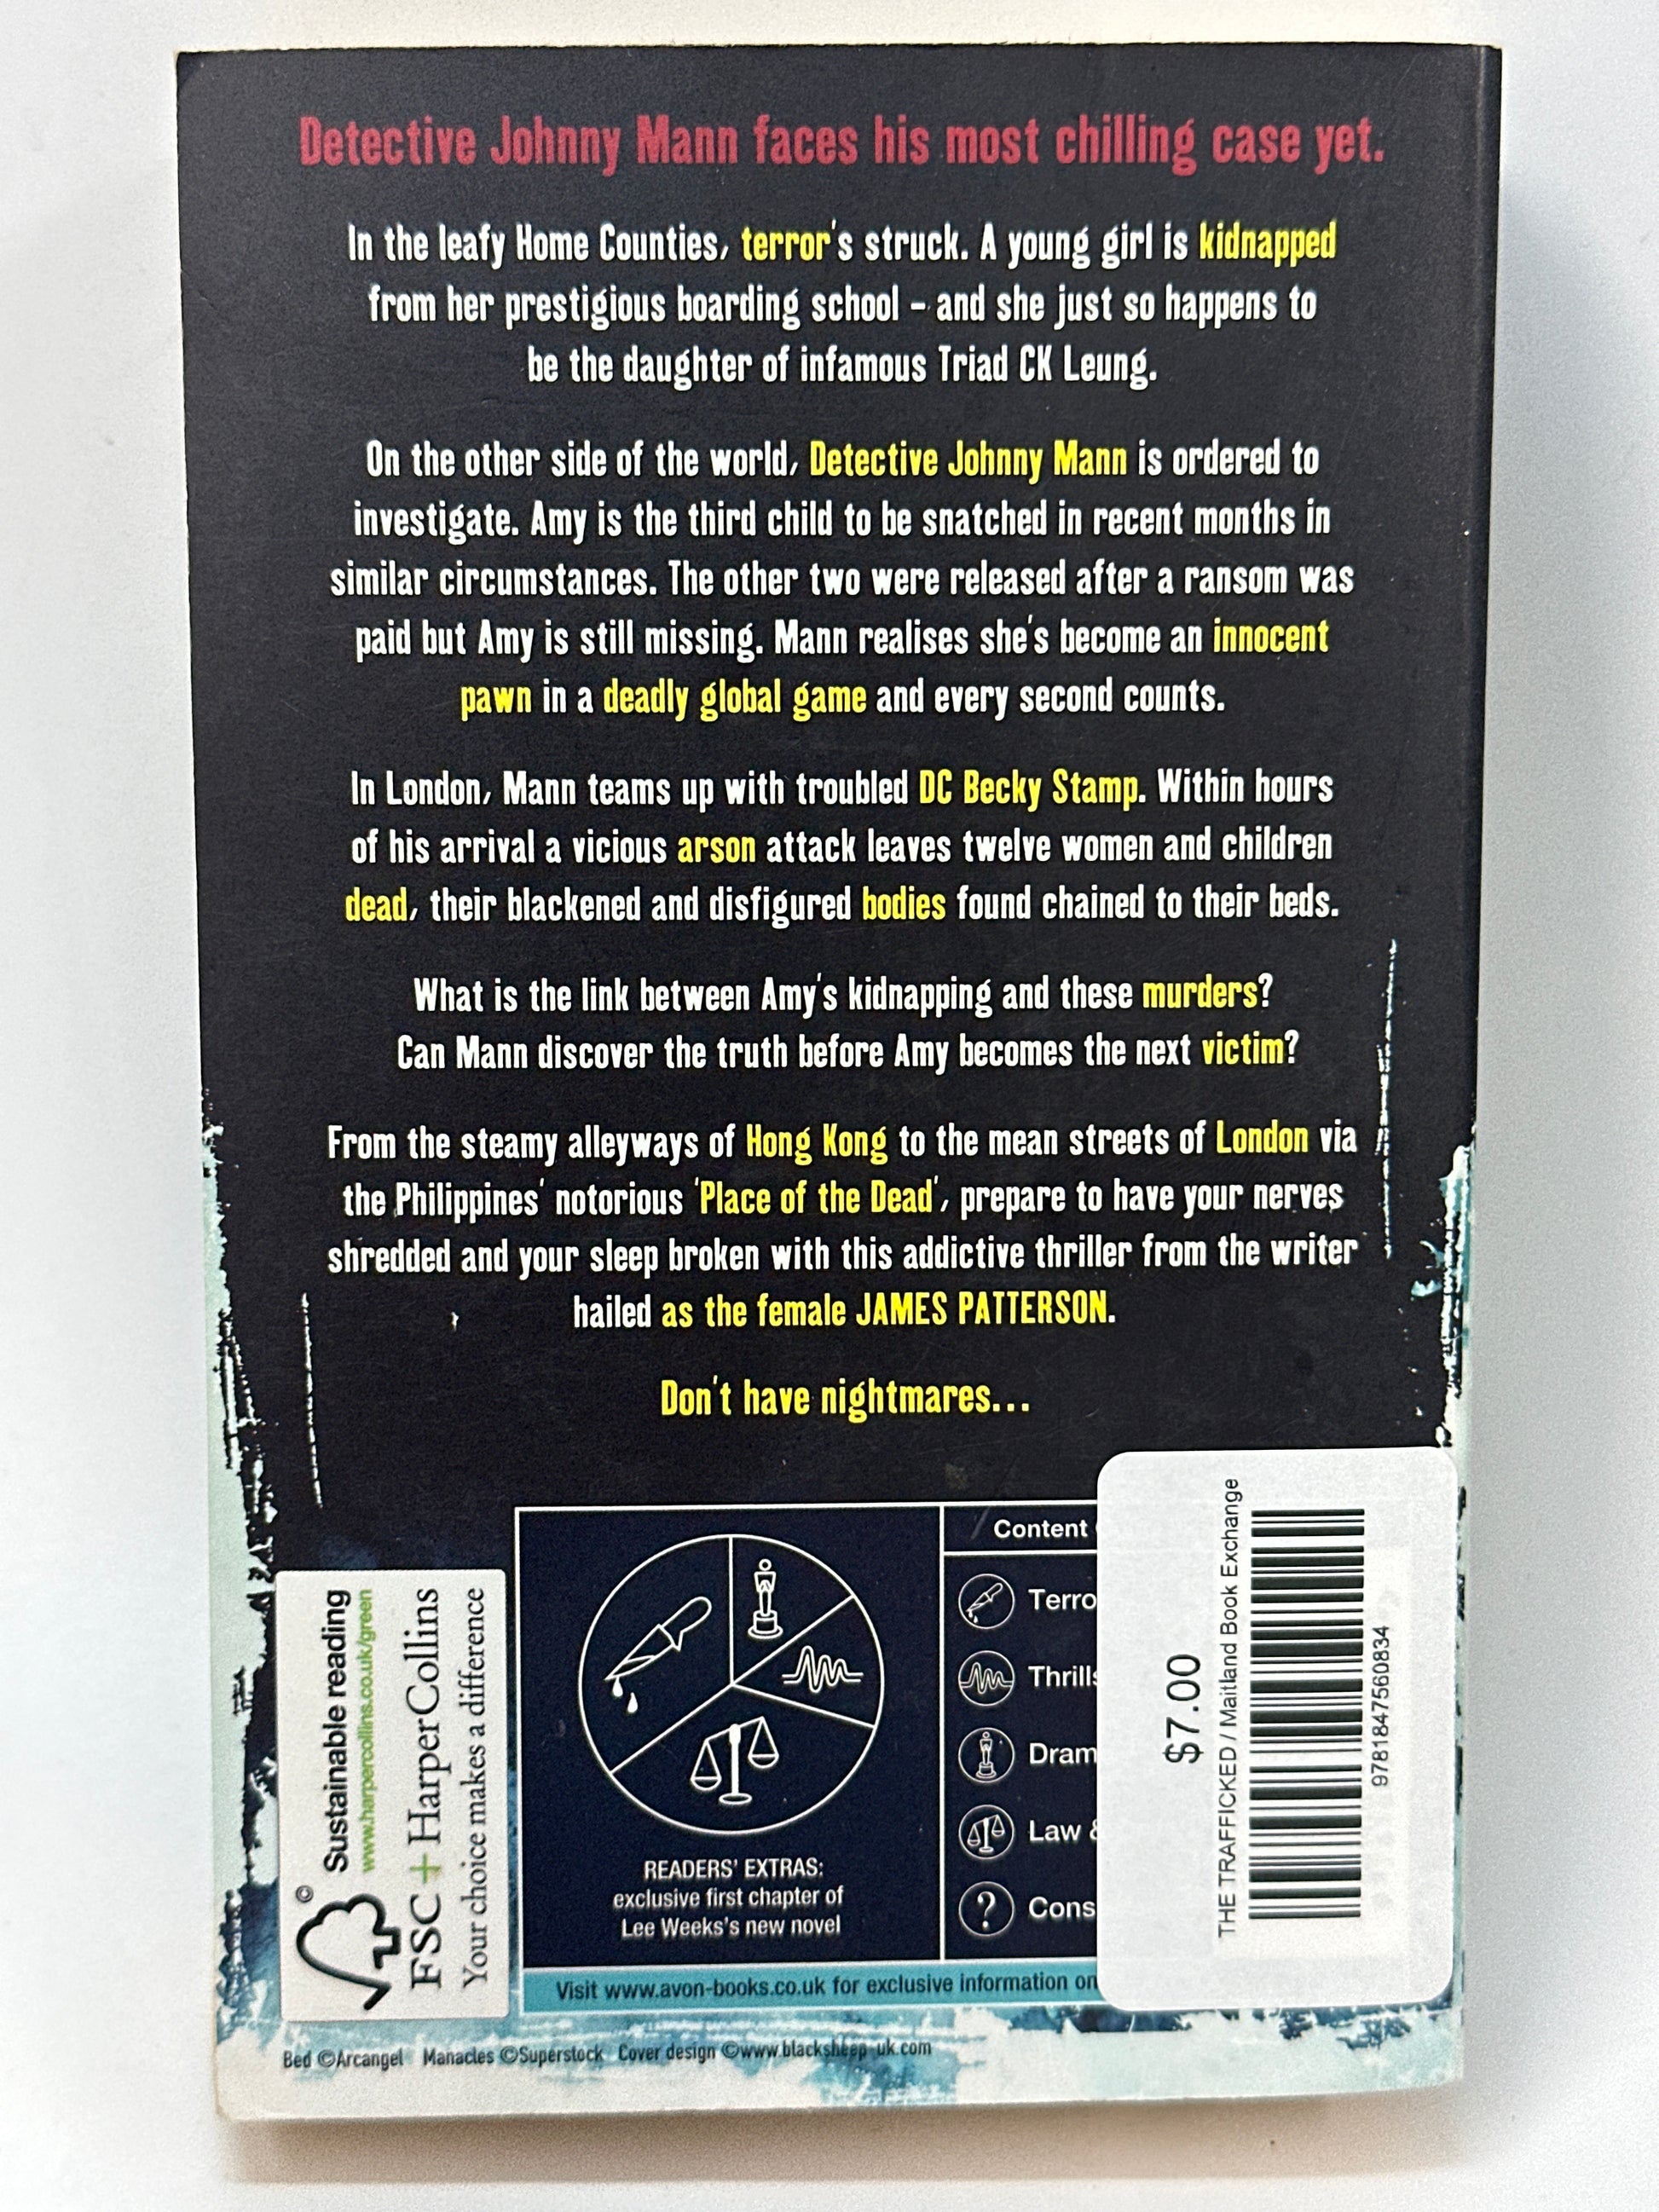 Detective Johnny Mann faces his most chilling case yet.
In the leafy Home Counties, terror's struck. A young girl is kidnapped
from her prestigious boarding school – and she just so happens to
be the daughter of infamous Triad CK Leung.
On the other side of the world, Detective Johnny Mann is ordered to
investigate. Amy is the third child to be snatched in recent months in
similar circumstances. The other two were released after a ransom was
paid but Amy is still missing. Mann realises she's become an innocent
pawn in a deadly global game and every second counts.
In London, Mann teams up with troubled DC Becky Stamp. Within hours
of his arrival a vicious arson attack leaves twelve women and children
dead, their blackened and disfigured bodies found chained to their beds.
What is the link between Amy's kidnapping and these murders?
Can Mann discover the truth before Amy becomes the next victim?
From the steamy alleyways of Hong Kong to the mean streets of London via
the Philippines' notorious 'Place of the Dead', prepare to have your nerves
shredded and your sleep broken with this addictive thriller from the writer
hailed as the female JAMES PATTERSON.
Don't have nightmares...
©
Sustainable reading
www.harpercollins.co.uk/green
FSC + HarperCollins
Your choice makes a difference
READERS' EXTRAS:
exclusive first chapter of
Lee Weeks's new novel
Content
Terro
Thrills
Dram
Law &
Cons
Visit www.avon-books.co.uk for exclusive information on
$7.00
THE TRAFFICKED / Maitland Book Exchange
9781847560834
Bed ©Arcangel Manacles ©Superstock Cover design ©www.blacksheep-uk.com